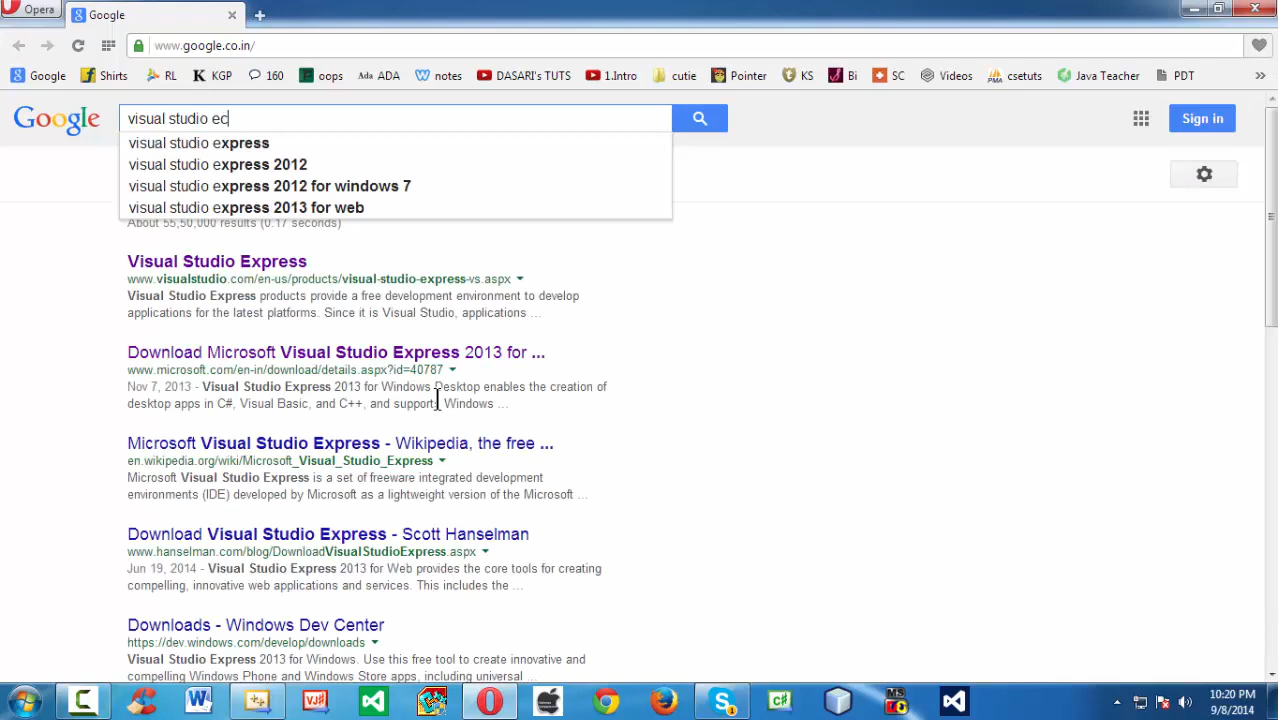 Opera
Google
www.google.co.in/
Google Shirts RL KGP 160 oops Ada ADA notes DASARI's TUTS 1.Intro cutie Pointer KS Bi SC Videos PMA csetuts Java Teacher PDT »
Google visual studio ec Sign in
visual studio express
visual studio express 2012
visual studio express 2012 for windows 7
visual studio express 2013 for web
About 55,50,000 results (0.17 seconds)
Visual Studio Express
www.visualstudio.com/en-us/products/visual-studio-express-vs.aspx
Visual Studio Express products provide a free development environment to develop
applications for the latest platforms. Since it is Visual Studio, applications ...
Download Microsoft Visual Studio Express 2013 for ...
www.microsoft.com/en-in/download/details.aspx?id=40787
Nov 7, 2013 - Visual Studio Express 2013 for Windows Desktop enables the creation of
desktop apps in C#, Visual Basic, and C++, and supports Windows ...
Microsoft Visual Studio Express - Wikipedia, the free ...
en.wikipedia.org/wiki/Microsoft_Visual_Studio_Express
Microsoft Visual Studio Express is a set of freeware integrated development
environments (IDE) developed by Microsoft as a lightweight version of the Microsoft ...
Download Visual Studio Express - Scott Hanselman
www.hanselman.com/blog/DownloadVisualStudioExpress.aspx
Jun 19, 2014 - Visual Studio Express 2013 for Web provides the core tools for creating
compelling, innovative web applications and services. This includes the ...
Downloads - Windows Dev Center
https://dev.windows.com/develop/downloads
Visual Studio Express 2013 for Windows. Use this free tool to create innovative and
compelling Windows Phone and Windows Store apps, including universal ...
10:20 PM
9/8/2014